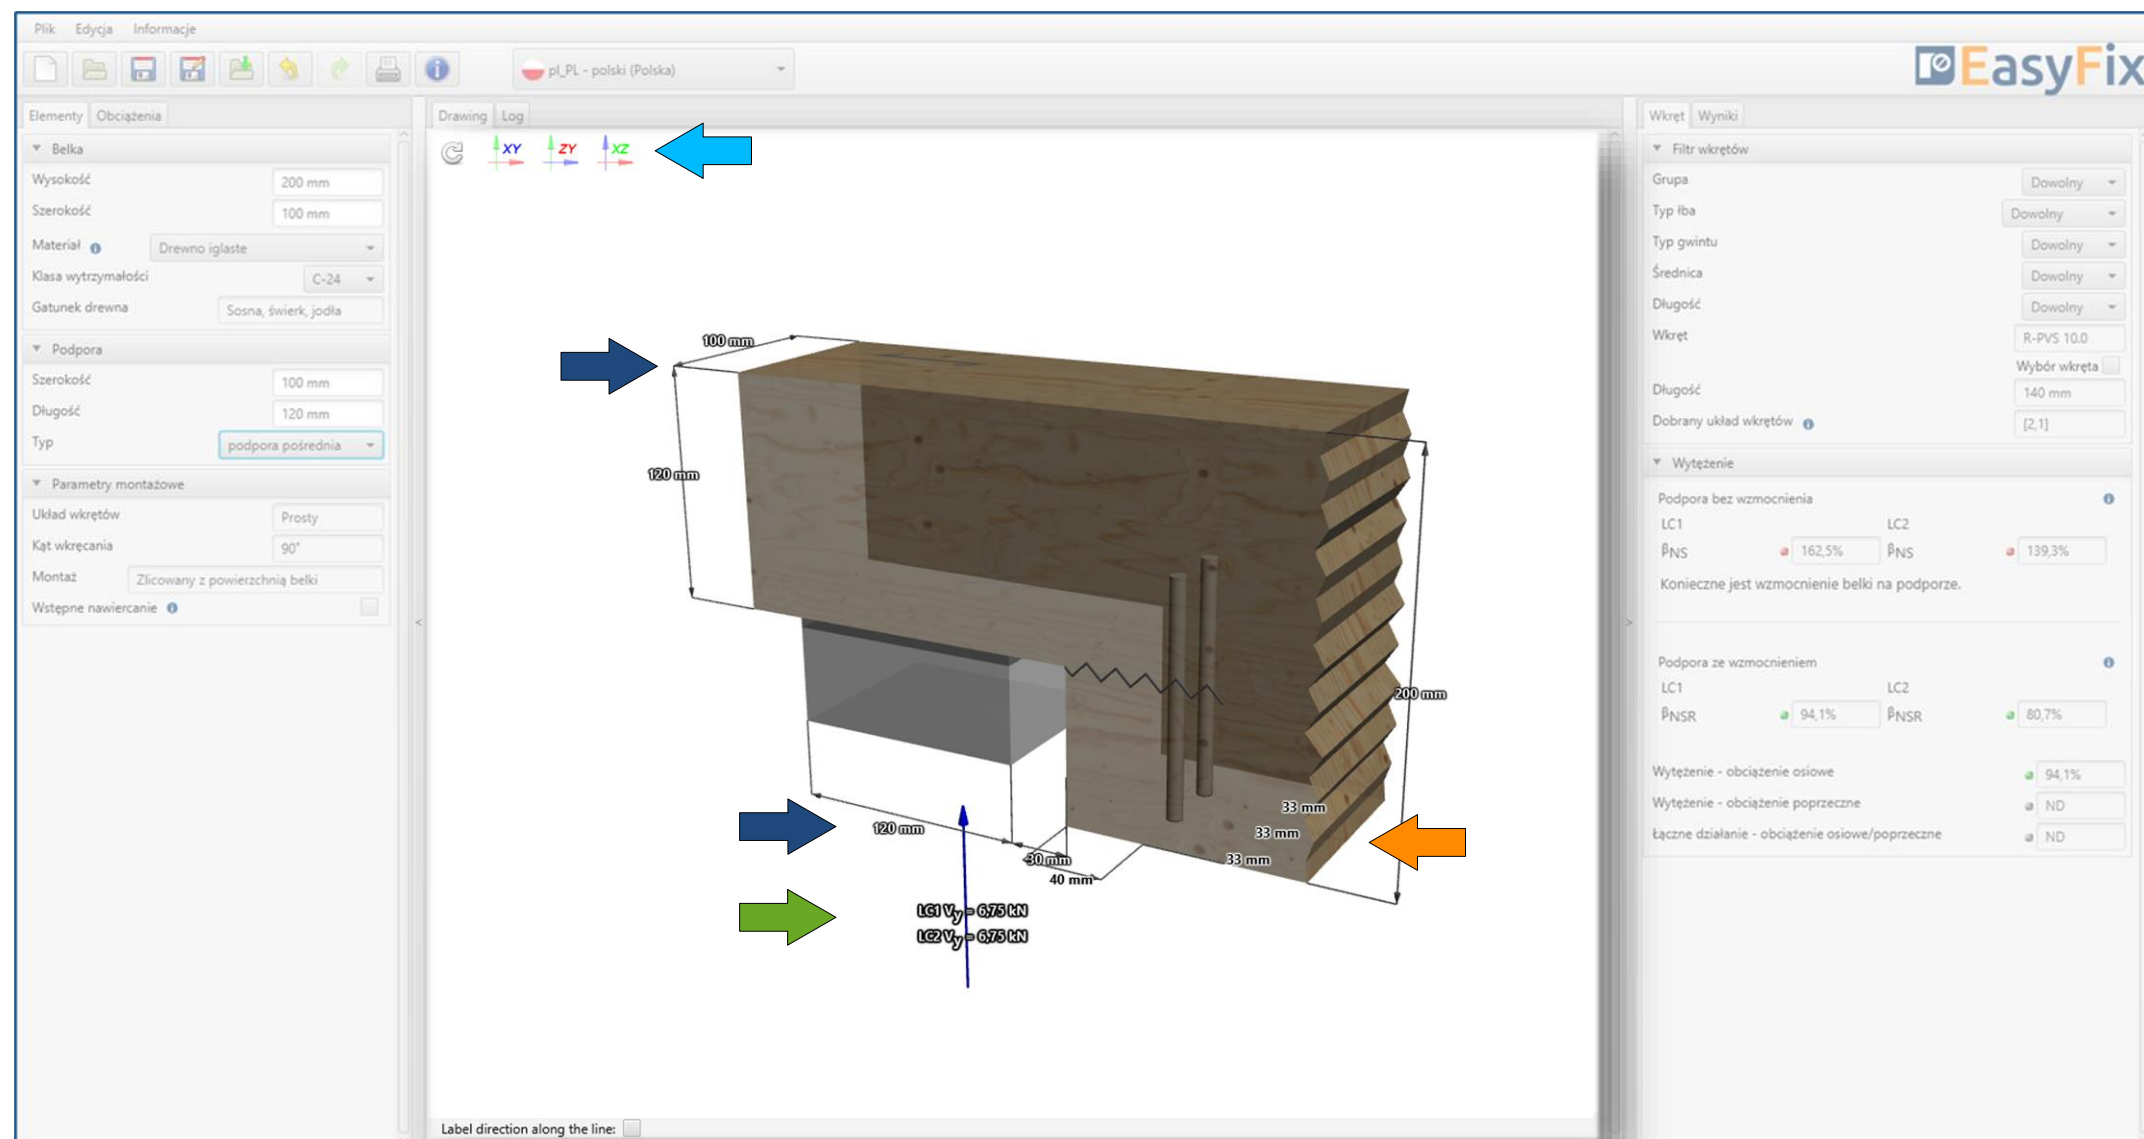 Plik Edycja Informacje
pl_PL - polski (Polska)
EasyFix
Elementy Obciążenia
Belka
Wysokość 200 mm
Szerokość 100 mm
Materiał Drewno iglaste
Klasa wytrzymałości C-24
Gatunek drewna Sosna, świerk, jodła
Podpora
Szerokość 100 mm
Długość 120 mm
Typ podpora pośrednia
Parametry montażowe
Układ wkrętów Prosty
Kąt wkręcania 90°
Montaż Zlicowany z powierzchnią belki
Wstępne nawiercanie
Drawing Log
XY ZY XZ
100 mm
120 mm
200 mm
33 mm
33 mm
33 mm
120 mm
30 mm
40 mm
LC1 Vy = 6,75 kN
LC2 Vy = 6,75 kN
Label direction along the line:
Wkręt Wyniki
Filtr wkrętów
Grupa Dowolny
Typ łba Dowolny
Typ gwintu Dowolny
Średnica Dowolny
Długość Dowolny
Wkręt R-PVS 10.0
Wybór wkręta
Długość 140 mm
Dobrany układ wkrętów [2,1]
Wytężenie
Podpora bez wzmocnienia
LC1 LC2
βNS 162,5% βNS 139,3%
Konieczne jest wzmocnienie belki na podporze.
Podpora ze wzmocnieniem
LC1 LC2
βNSR 94,1% βNSR 80,7%
Wytężenie - obciążenie osiowe 94,1%
Wytężenie - obciążenie poprzeczne ND
Łączne działanie - obciążenie osiowe/poprzeczne ND